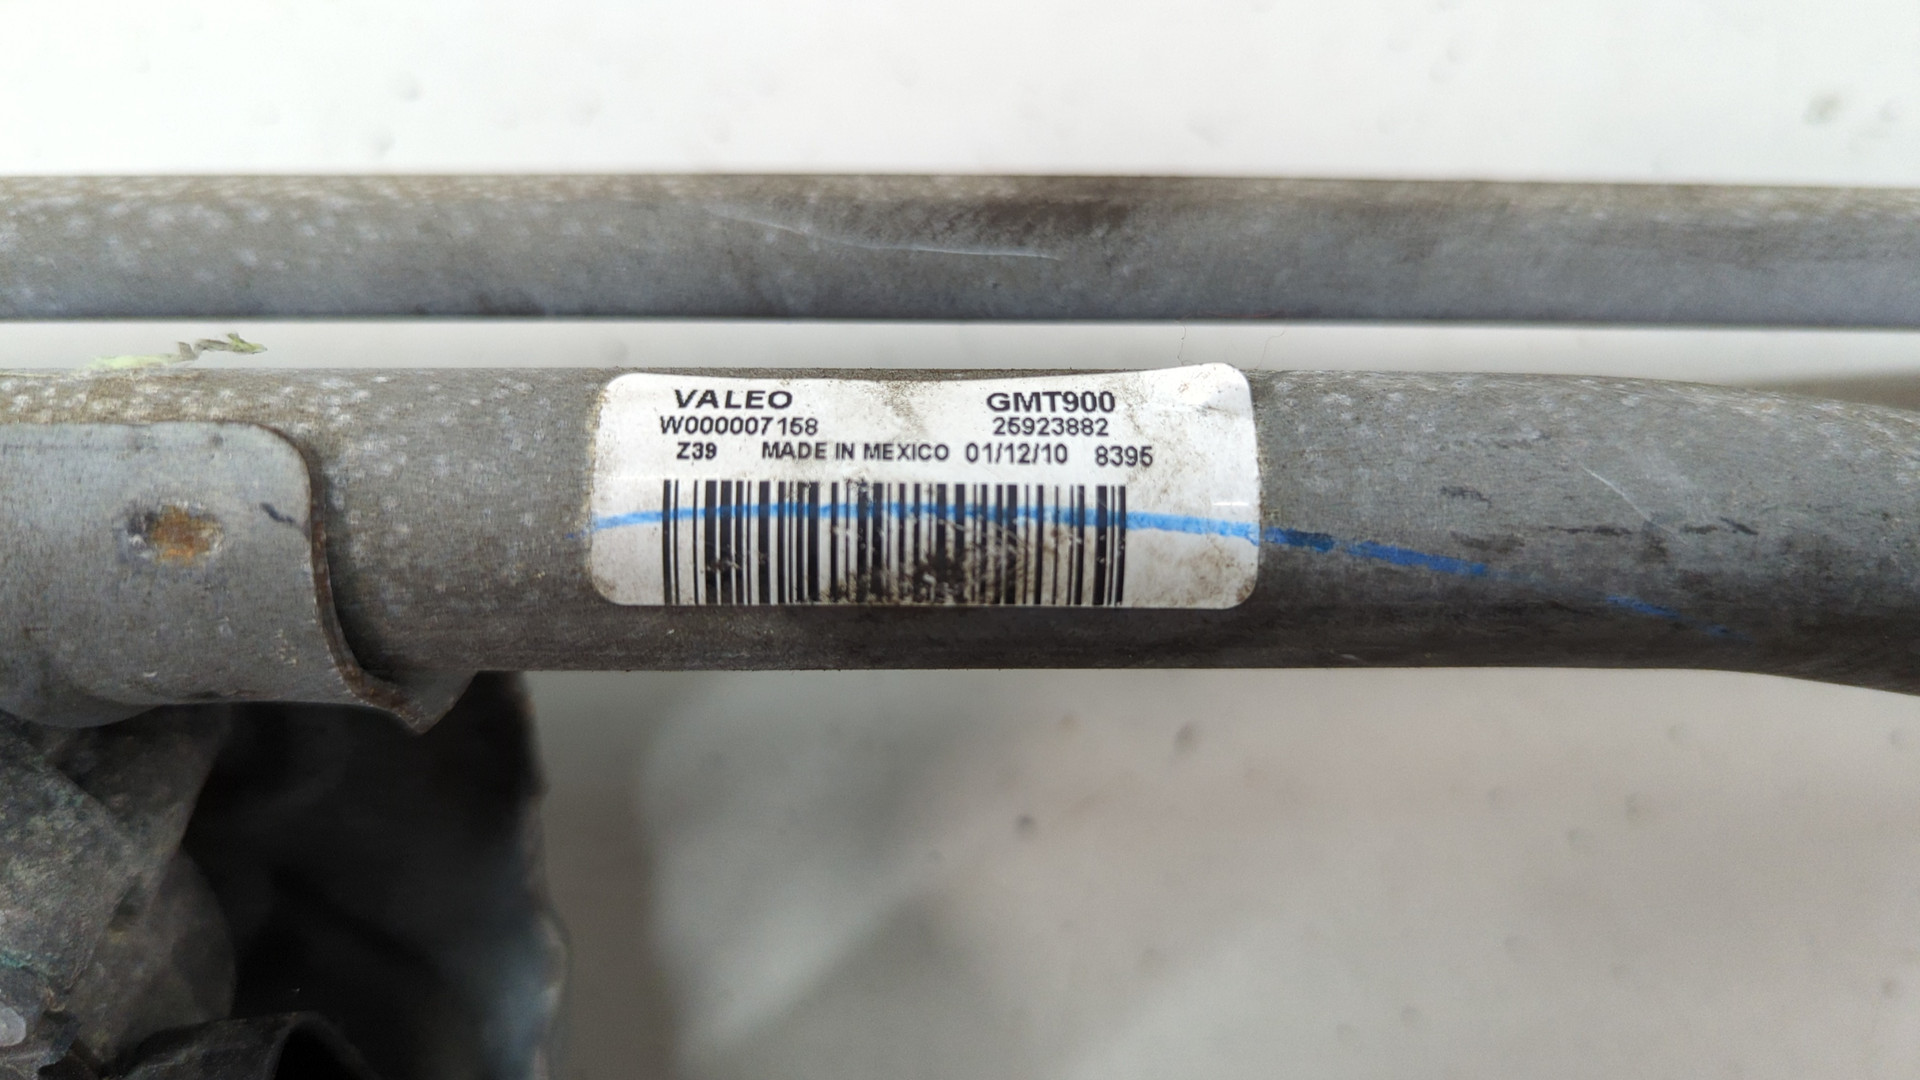 VALEO GMT900
W000007158 25923882
Z39 MADE IN MEXICO 01/12/10 8395